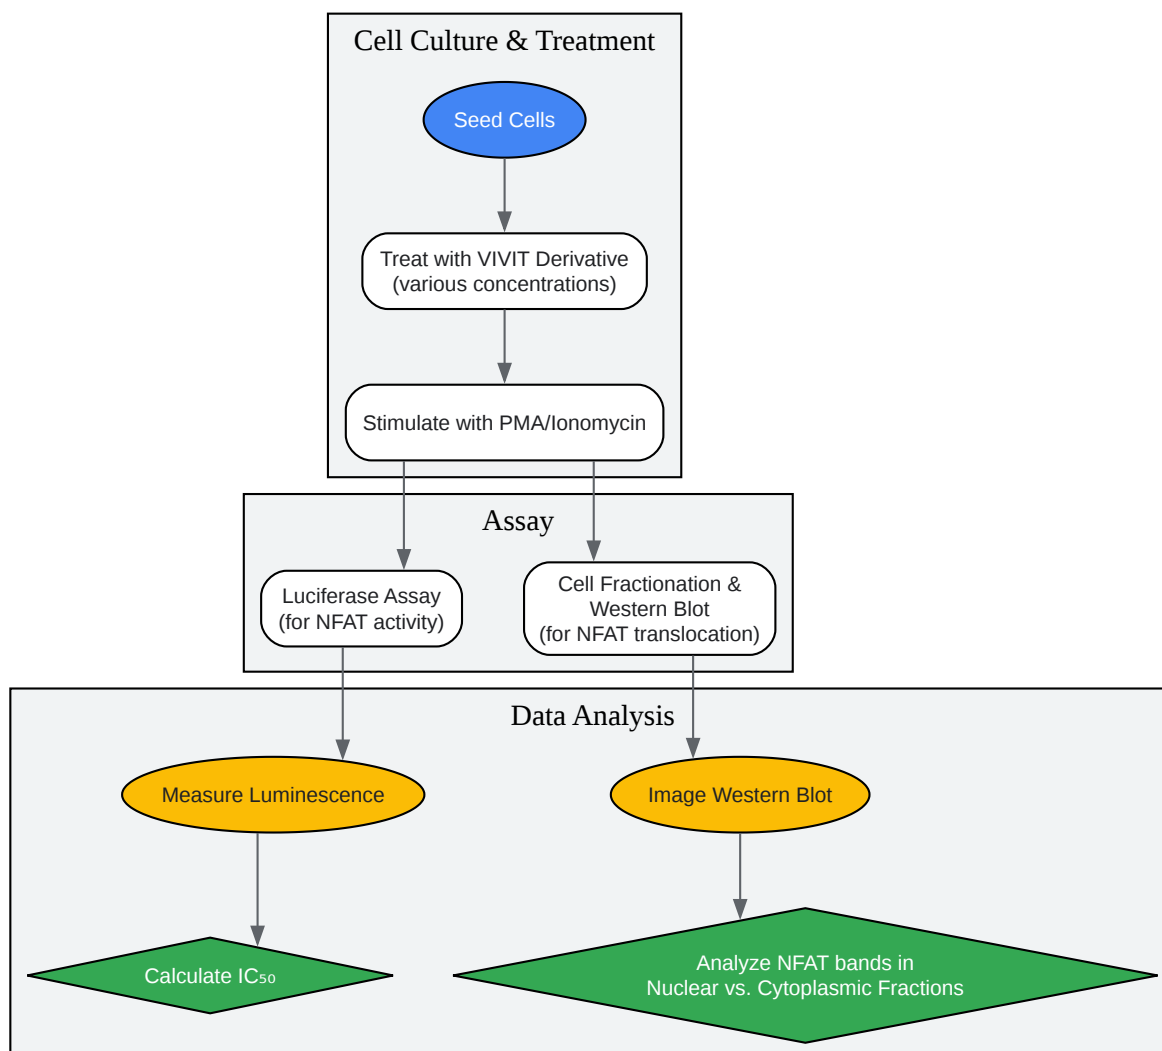 Cell Culture & Treatment
Seed Cells
Treat with VIVIT Derivative
(various concentrations)
Stimulate with PMA/Ionomycin
Assay
Luciferase Assay
(for NFAT activity)
Cell Fractionation &
Western Blot
(for NFAT translocation)
Data Analysis
Measure Luminescence
Image Western Blot
Calculate IC₅₀
Analyze NFAT bands in
Nuclear vs. Cytoplasmic Fractions